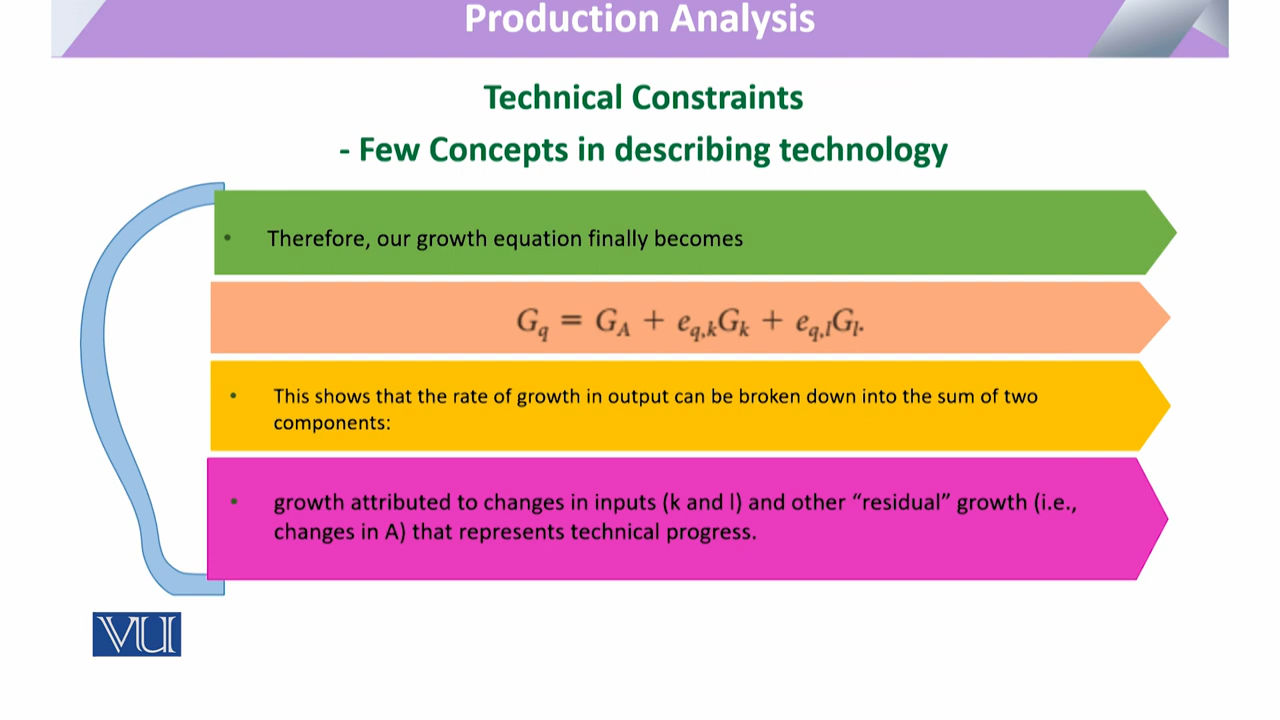 Production Analysis
Technical Constraints
- Few Concepts in describing technology
• Therefore, our growth equation finally becomes
G_q = G_A + e_{q,k}G_k + e_{q,l}G_l.
• This shows that the rate of growth in output can be broken down into the sum of two
components:
• growth attributed to changes in inputs (k and l) and other “residual” growth (i.e.,
changes in A) that represents technical progress.
VU